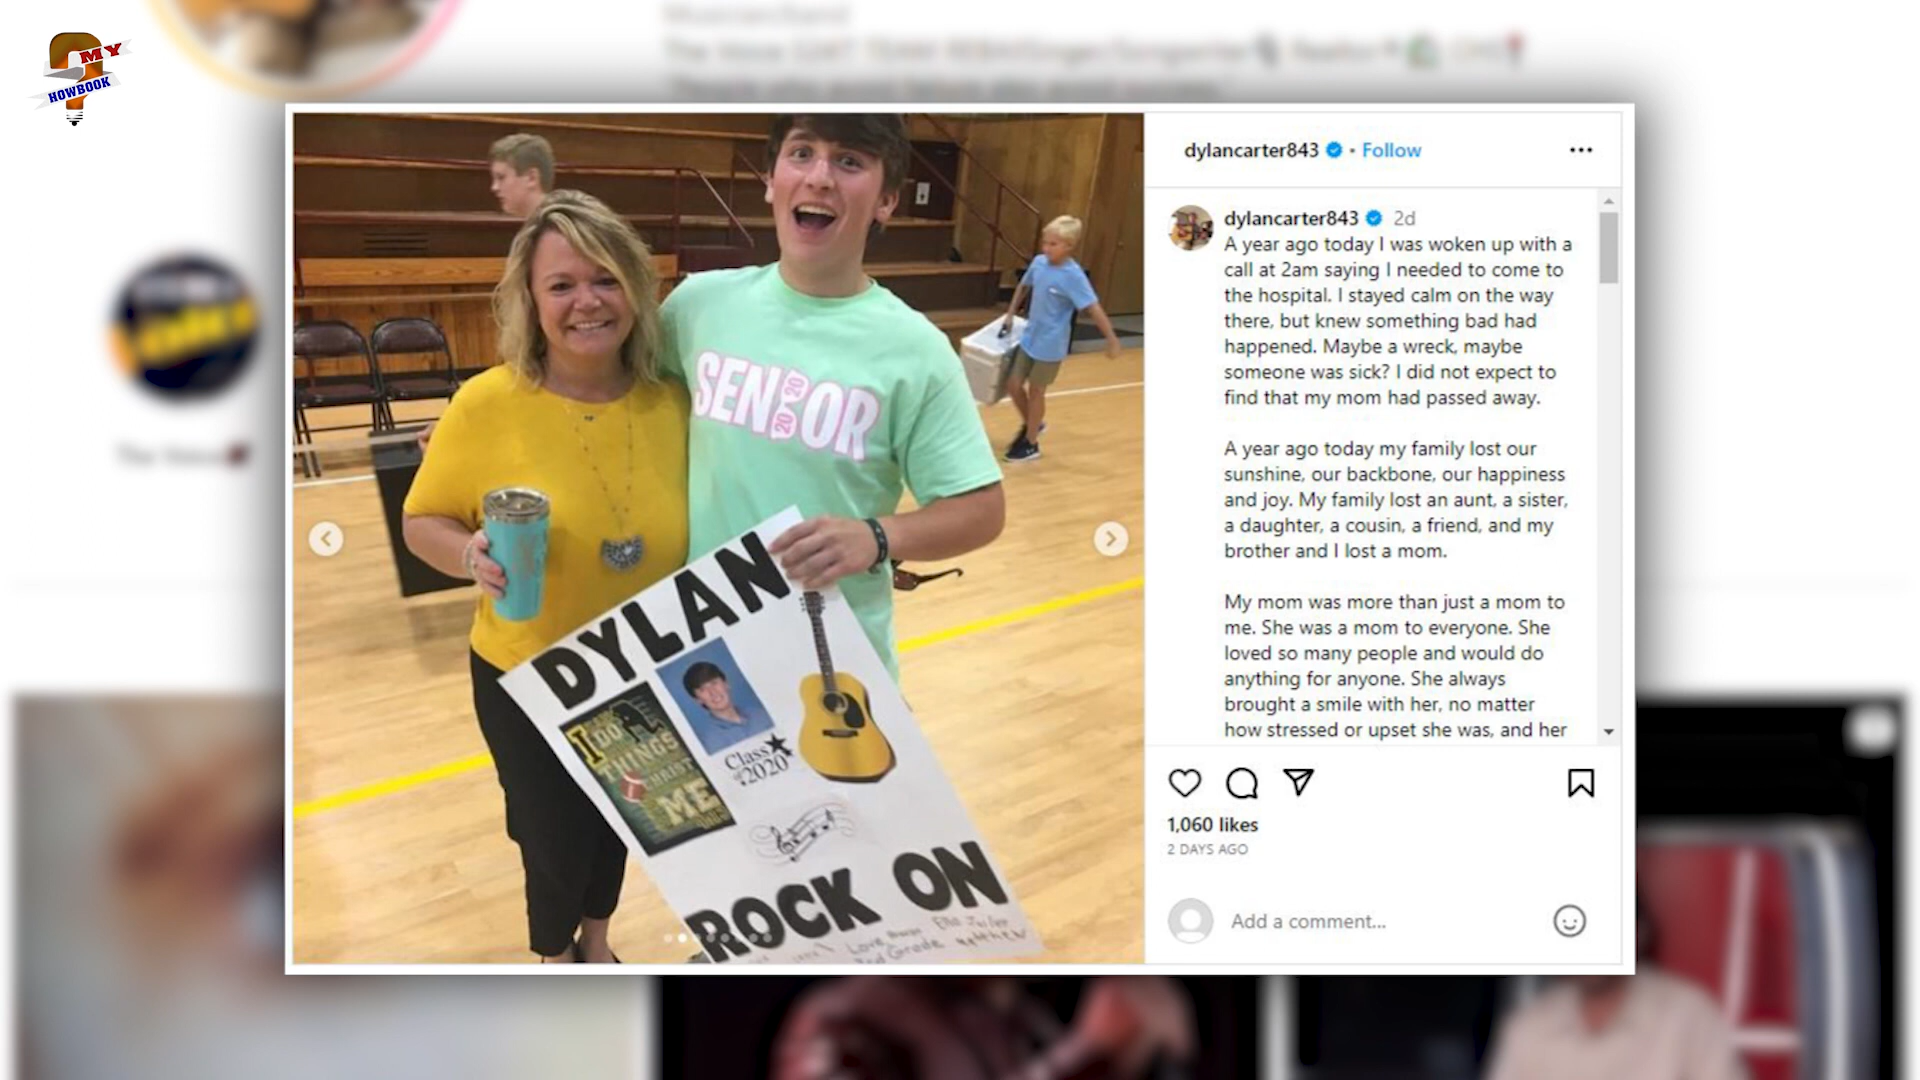 MY
HOWBOOK
dylancarter843 • Follow
dylancarter843 2d
A year ago today I was woken up with a
call at 2am saying I needed to come to
the hospital. I stayed calm on the way
there, but knew something bad had
happened. Maybe a wreck, maybe
someone was sick? I did not expect to
find that my mom had passed away.
A year ago today my family lost our
sunshine, our backbone, our happiness
and joy. My family lost an aunt, a sister,
a daughter, a cousin, a friend, and my
brother and I lost a mom.
My mom was more than just a mom to
me. She was a mom to everyone. She
loved so many people and would do
anything for anyone. She always
brought a smile with her, no matter
how stressed or upset she was, and her
1,060 likes
2 DAYS AGO
Add a comment...
SENIOR
2020
DYLAN
I DO
THINGS
CHRIST
ME
Class
of 2020
ROCK ON
Love
2nd Grade
Matthew